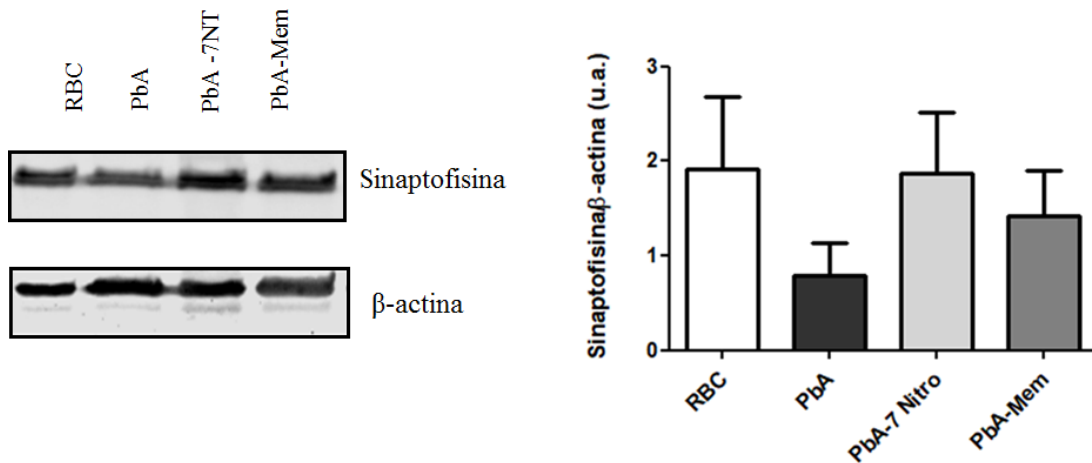 RBC
PbA
PbA -7NT
PbA-Mem
Sinaptofisina
β-actina
Sinaptofisina/β-actina (u.a.)
3
2
1
0
RBC
PbA
PbA-7 Nitro
PbA-Mem